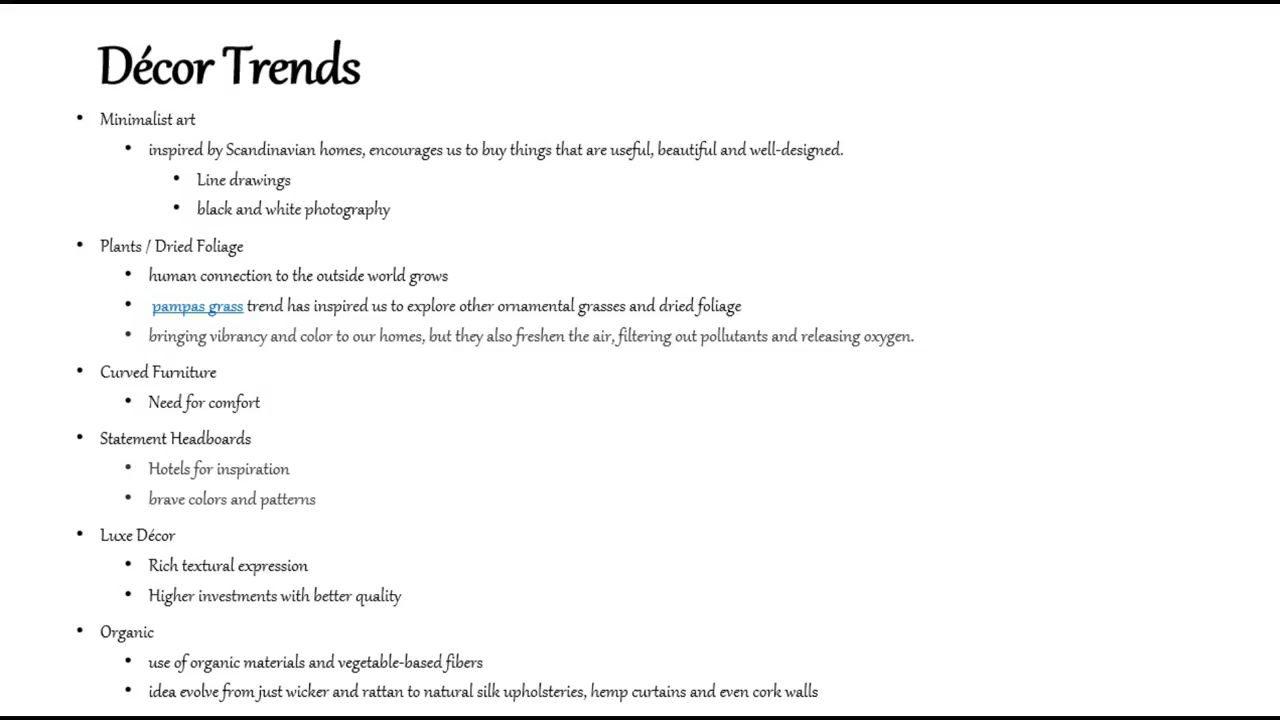 Décor Trends
• Minimalist art
• inspired by Scandinavian homes, encourages us to buy things that are useful, beautiful and well-designed.
• Line drawings
• black and white photography
• Plants / Dried Foliage
• human connection to the outside world grows
• pampas grass trend has inspired us to explore other ornamental grasses and dried foliage
• bringing vibrancy and color to our homes, but they also freshen the air, filtering out pollutants and releasing oxygen.
• Curved Furniture
• Need for comfort
• Statement Headboards
• Hotels for inspiration
• brave colors and patterns
• Luxe Décor
• Rich textural expression
• Higher investments with better quality
• Organic
• use of organic materials and vegetable-based fibers
• idea evolve from just wicker and rattan to natural silk upholsteries, hemp curtains and even cork walls